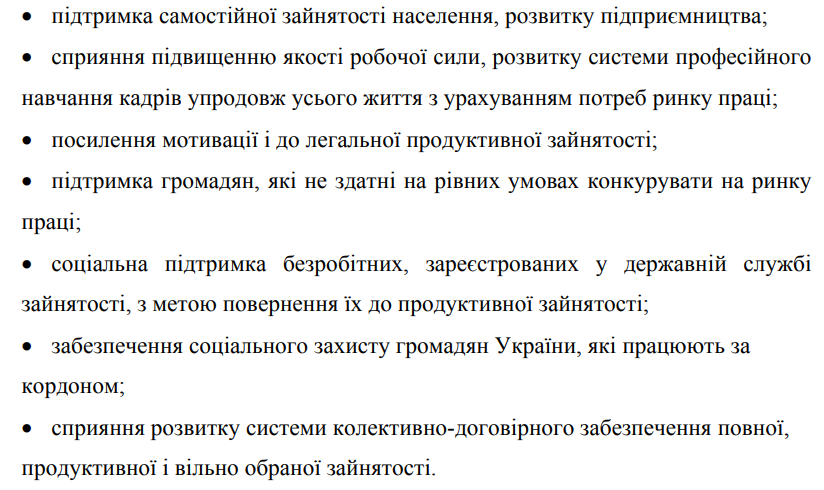 • підтримка самостійної зайнятості населення, розвитку підприємництва;
• сприяння підвищенню якості робочої сили, розвитку системи професійного
навчання кадрів упродовж усього життя з урахуванням потреб ринку праці;
• посилення мотивації і до легальної продуктивної зайнятості;
• підтримка громадян, які не здатні на рівних умовах конкурувати на ринку
праці;
• соціальна підтримка безробітних, зареєстрованих у державній службі
зайнятості, з метою повернення їх до продуктивної зайнятості;
• забезпечення соціального захисту громадян України, які працюють за
кордоном;
• сприяння розвитку системи колективно-договірного забезпечення повної,
продуктивної і вільно обраної зайнятості.